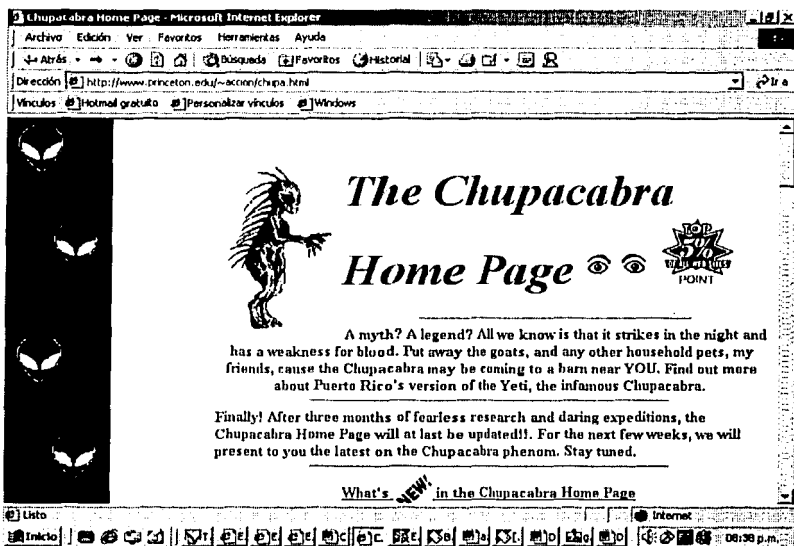 Chupacabra Home Page - Microsoft Internet Explorer
Archivo Edición Ver Favoritos Herramientas Ayuda
Atrás Búsqueda Favoritos Historial
Dirección http://www.princeton.edu/~accion/chupa.html Ir a
Vínculos Hotmail gratuito Personalizar vínculos Windows
The Chupacabra
Home Page
TOP
5%
POINT
A myth? A legend? All we know is that it strikes in the night and
has a weakness for blood. Put away the goats, and any other household pets, my
friends, cause the Chupacabra may be coming to a barn near YOU. Find out more
about Puerto Rico's version of the Yeti, the infamous Chupacabra.
Finally! After three months of fearless research and daring expeditions, the
Chupacabra Home Page will at last be updated!!. For the next few weeks, we will
present to you the latest on the Chupacabra phenom. Stay tuned.
What's NEW! in the Chupacabra Home Page
Listo Internet
Inicio 08:38 p.m.